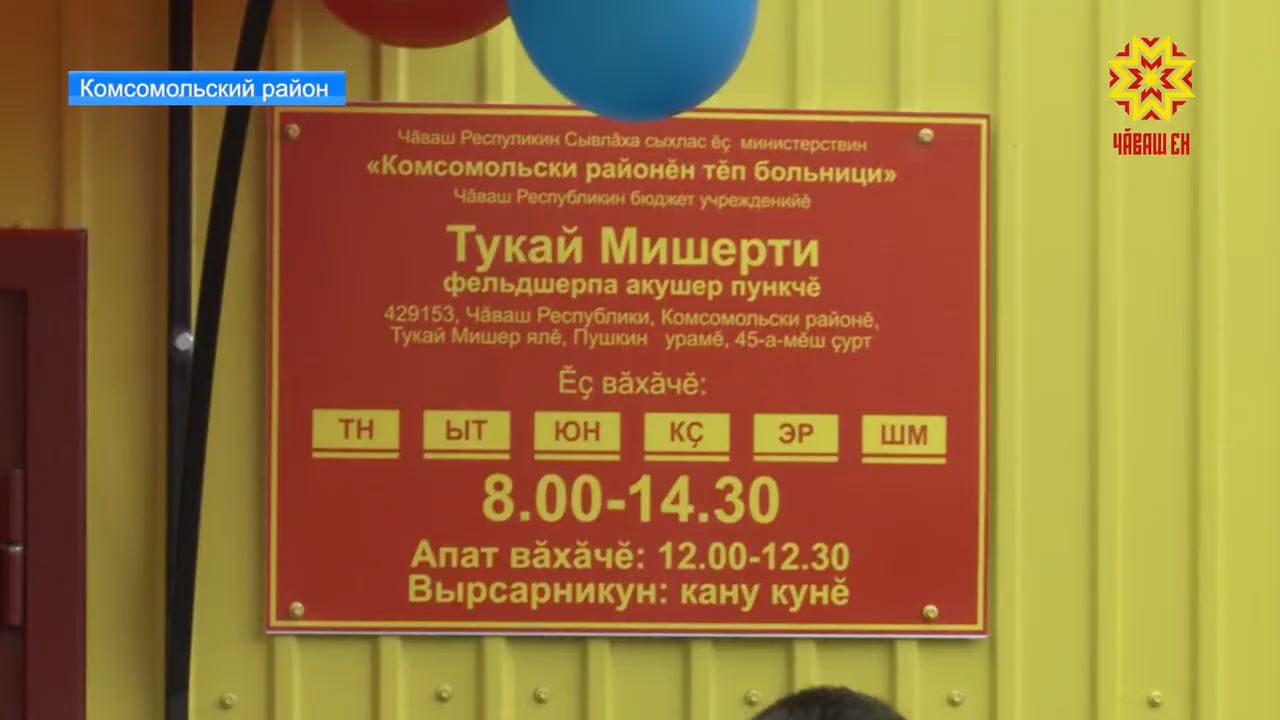 Комсомольский район
ЧӐВАШ ЕН
Чӑваш Респуликин Сывлӑха сыхлас ӗҫ министерствин
«Комсомольски районӗн тӗп больници»
Чӑваш Республикин бюджет учрежденийӗ
Тукай Мишерти
фельдшерпа акушер пункчӗ
429153, Чӑваш Республики, Комсомольски районӗ,
Тукай Мишер ялӗ, Пушкин урамӗ, 45-а-мӗш ҫурт
Ӗҫ вӑхӑчӗ:
ТН ЫТ ЮН КҪ ЭР ШМ
8.00-14.30
Апат вӑхӑчӗ: 12.00-12.30
Вырсарникун: кану кунӗ